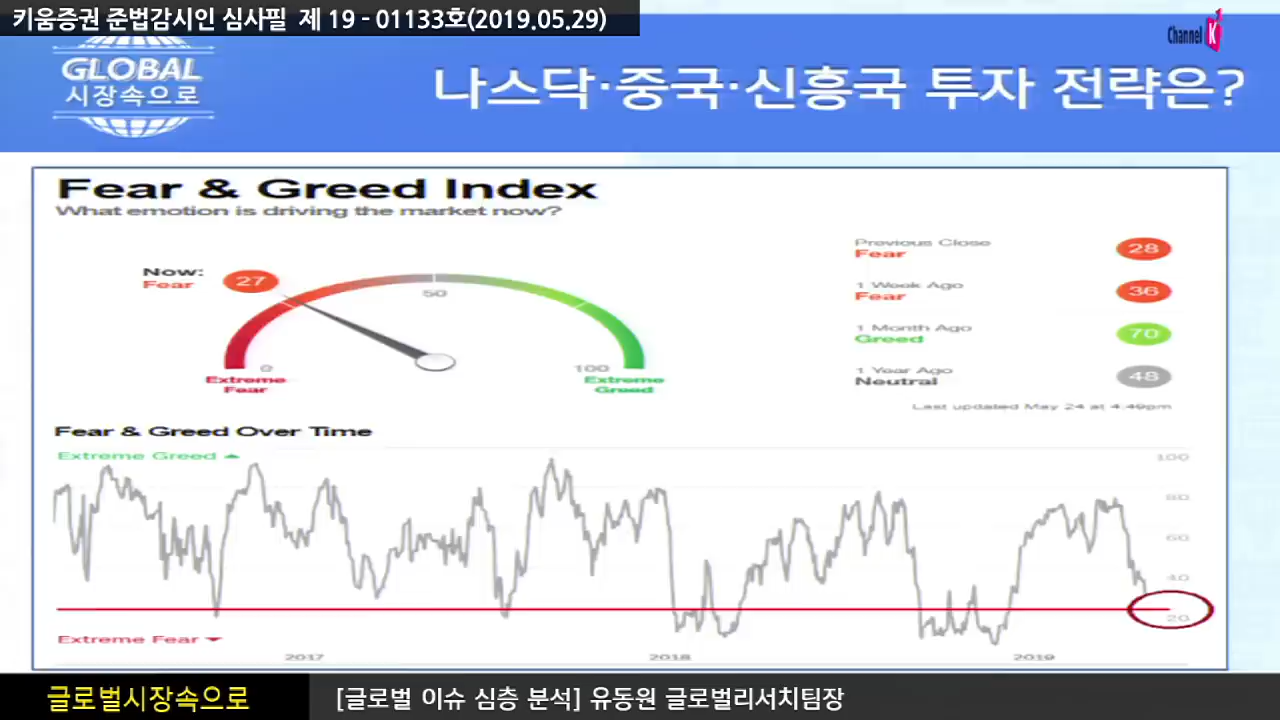 키움증권 준법감시인 심사필 제 19 - 01133호(2019.05.29)
Channel K
GLOBAL
시장속으로
나스닥·중국·신흥국 투자 전략은?
Fear & Greed Index
What emotion is driving the market now?
Now:
Fear
27
0
50
100
Extreme
Fear
Extreme
Greed
Previous Close
Fear
28
1 Week Ago
Fear
36
1 Month Ago
Greed
70
1 Year Ago
Neutral
48
Last updated May 24 at 4:49pm
Fear & Greed Over Time
Extreme Greed
100
80
60
40
20
Extreme Fear
2017
2018
2019
글로벌시장속으로
[글로벌 이슈 심층 분석] 유동원 글로벌리서치팀장